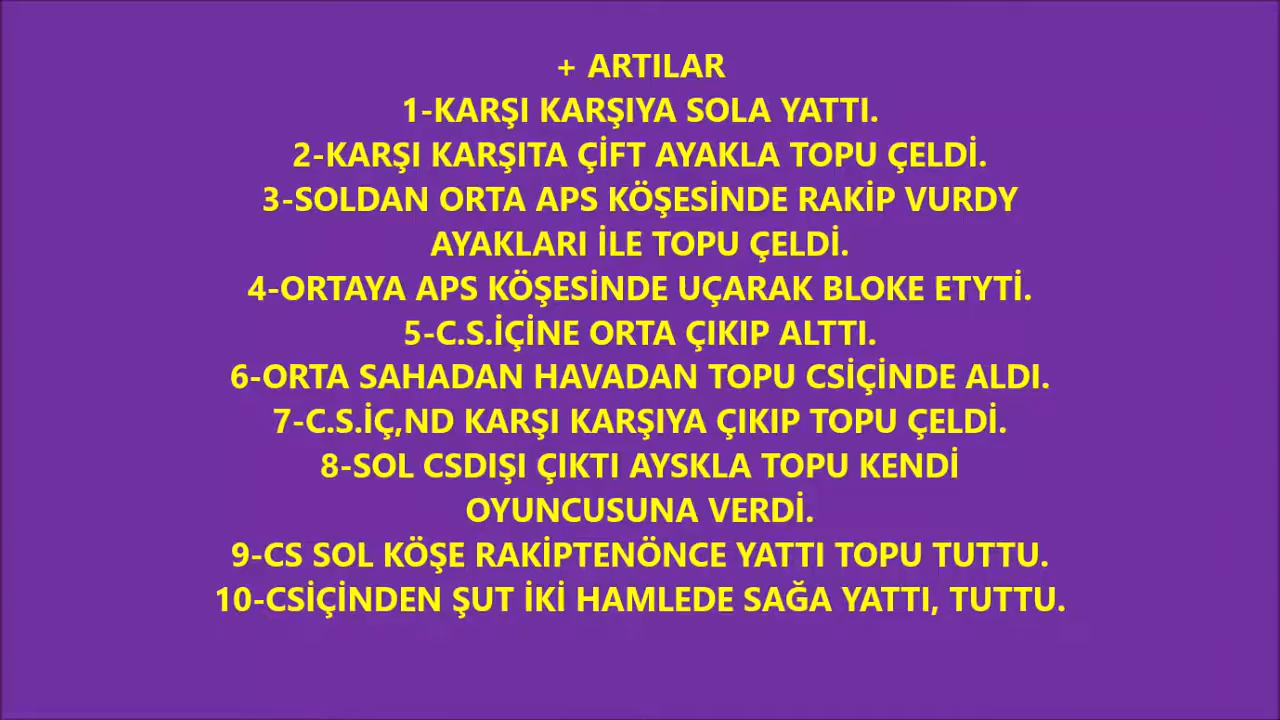 + ARTILAR
1-KARŞI KARŞIYA SOLA YATTI.
2-KARŞI KARŞITA ÇİFT AYAKLA TOPU ÇELDİ.
3-SOLDAN ORTA APS KÖŞESİNDE RAKİP VURDY
AYAKLARI İLE TOPU ÇELDİ.
4-ORTAYA APS KÖŞESİNDE UÇARAK BLOKE ETYTİ.
5-C.S.İÇİNE ORTA ÇIKIP ALTTI.
6-ORTA SAHADAN HAVADAN TOPU CSİÇİNDE ALDI.
7-C.S.İÇ,ND KARŞI KARŞIYA ÇIKIP TOPU ÇELDİ.
8-SOL CSDIŞI ÇIKTI AYSKLA TOPU KENDİ
OYUNCUSUNA VERDİ.
9-CS SOL KÖŞE RAKİPTENÖNCE YATTI TOPU TUTTU.
10-CSİÇİNDEN ŞUT İKİ HAMLEDE SAĞA YATTI, TUTTU.